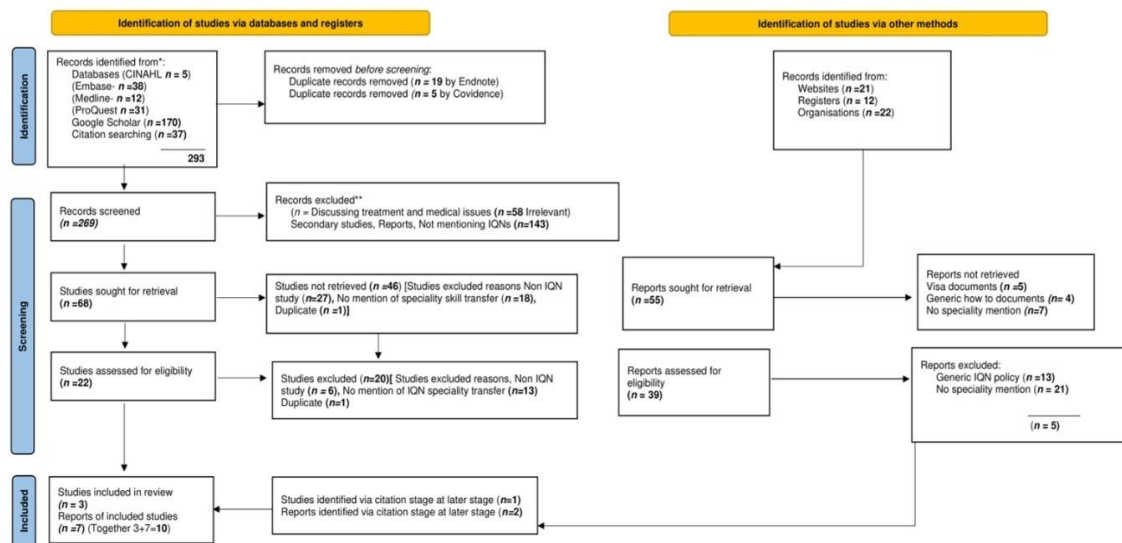 Identification of studies via databases and registers
Identification of studies via other methods
Identification
Records identified from*:
Databases (CINAHL n = 5)
(Embase- n =38)
(Medline- n =12)
(ProQuest n =31)
Google Scholar (n =170)
Citation searching (n =37)
293
Records removed before screening:
Duplicate records removed (n = 19 by Endnote)
Duplicate records removed (n = 5 by Covidence)
Records identified from:
Websites (n =21)
Registers (n = 12)
Organisations (n =22)
Screening
Records screened
(n =269)
Records excluded**
(n = Discussing treatment and medical issues (n =58 Irrelevant)
Secondary studies, Reports, Not mentioning IQNs (n=143)
Studies sought for retrieval
(n =68)
Studies not retrieved (n =46) [Studies excluded reasons Non IQN
study (n=27), No mention of speciality skill transfer (n =18),
Duplicate (n =1)]
Reports sought for retrieval
(n =55)
Reports not retrieved
Visa documents (n =5)
Generic how to documents (n= 4)
No speciality mention (n=7)
Studies assessed for eligibility
(n =22)
Studies excluded (n=20)[ Studies excluded reasons, Non IQN
study (n = 6), No mention of IQN speciality transfer (n=13)
Duplicate (n=1)
Reports assessed for
eligibility
(n = 39)
Reports excluded:
Generic IQN policy (n =13)
No speciality mention (n = 21)
(n = 5)
Included
Studies included in review
(n = 3)
Reports of included studies
(n =7) (Together 3+7=10)
Studies identified via citation stage at later stage (n=1)
Reports identified via citation stage at later stage (n=2)